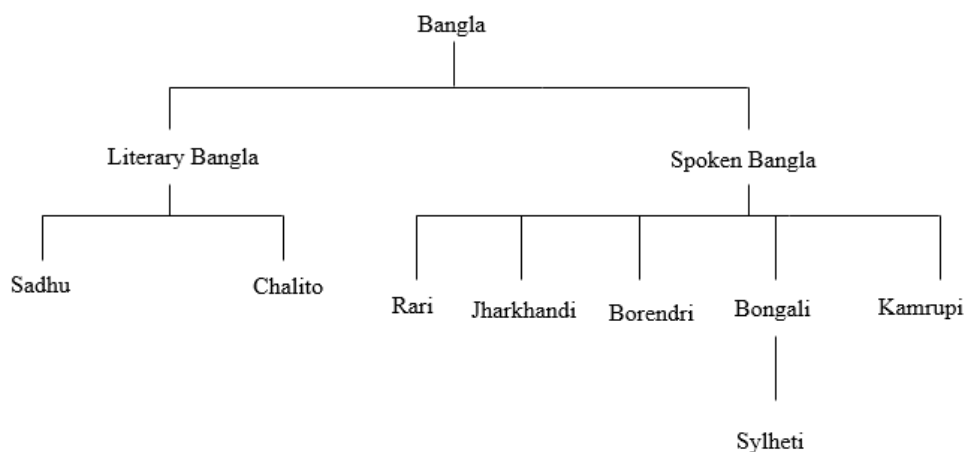 Bangla
Literary Bangla
Spoken Bangla
Sadhu
Chalito
Rari
Jharkhandi
Borendri
Bongali
Kamrupi
Sylheti